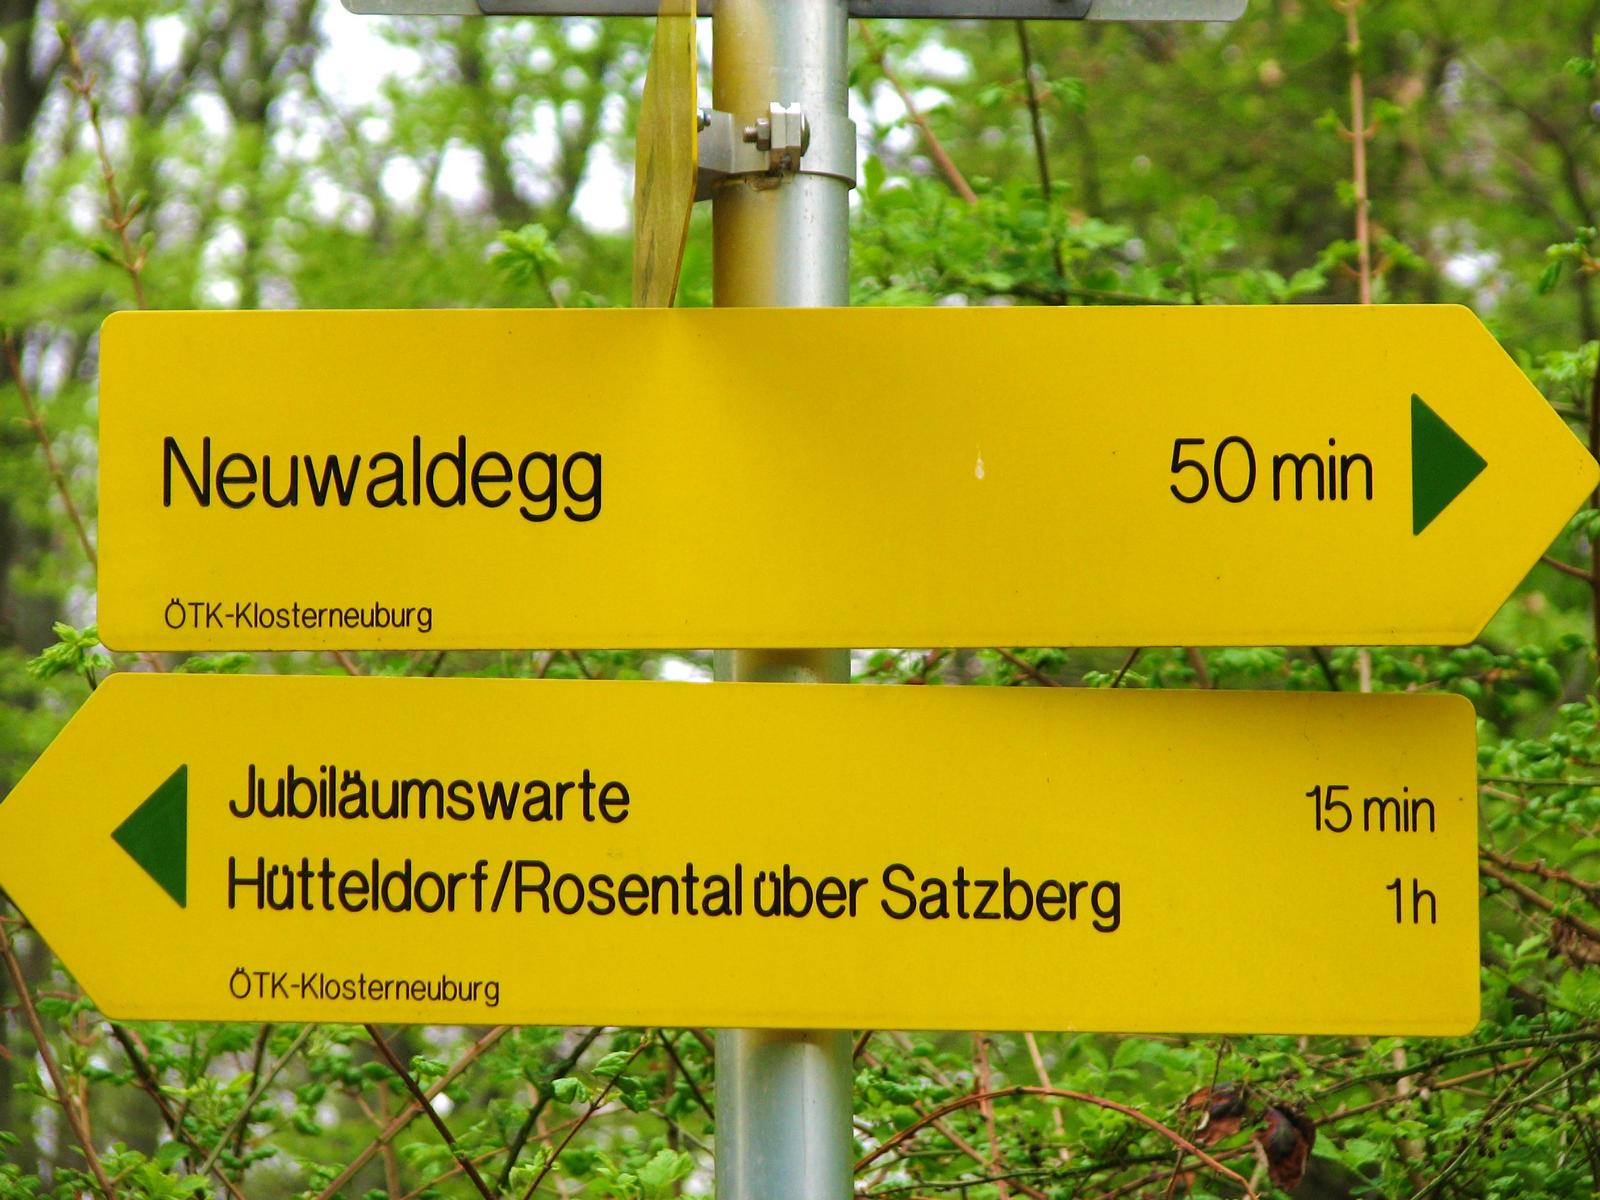 Neuwaldegg 50 min
ÖTK-Klosterneuburg
Jubiläumswarte 15 min
Hütteldorf/Rosental über Satzberg 1h
ÖTK-Klosterneuburg